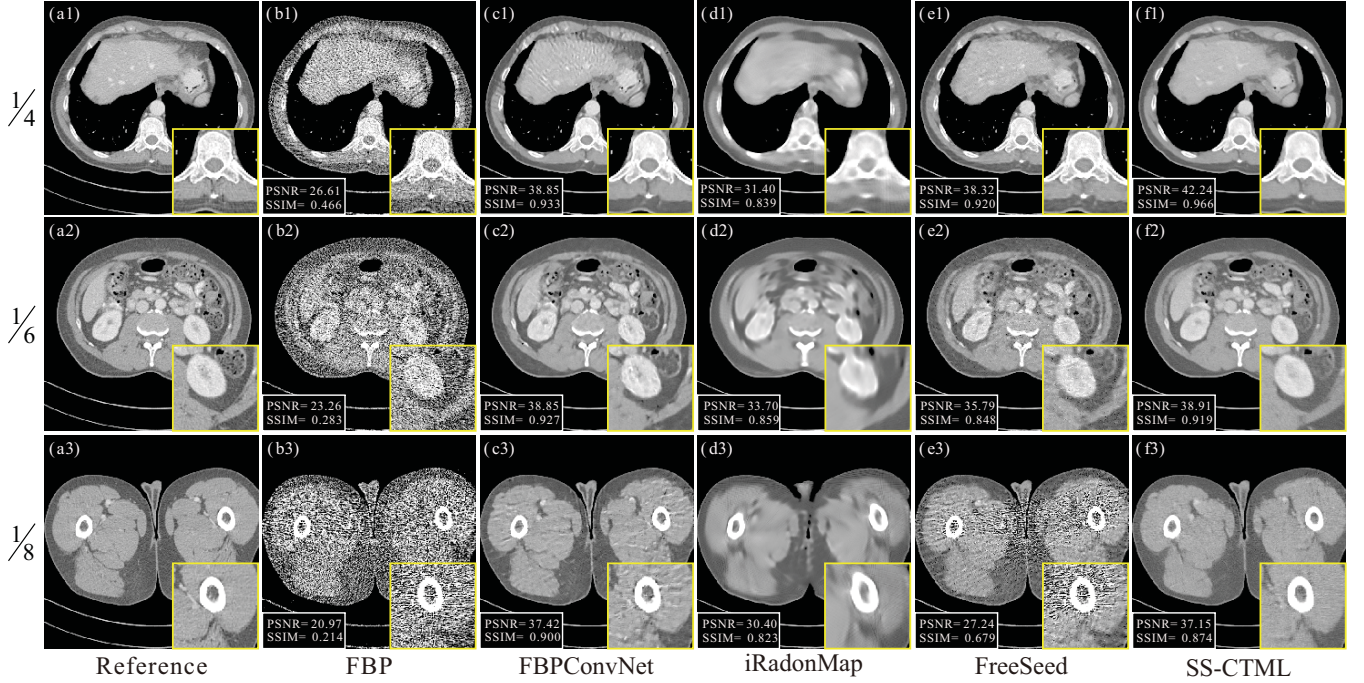 (a1)
(b1)
(c1)
(d1)
(e1)
(f1)
1/4
PSNR=26.61
SSIM= 0.466
PSNR=38.85
SSIM= 0.933
PSNR=31.40
SSIM= 0.839
PSNR=38.32
SSIM= 0.920
PSNR=42.24
SSIM= 0.966
(a2)
(b2)
(c2)
(d2)
(e2)
(f2)
1/6
PSNR=23.26
SSIM= 0.283
PSNR=38.85
SSIM= 0.927
PSNR=33.70
SSIM= 0.859
PSNR=35.79
SSIM= 0.848
PSNR=38.91
SSIM= 0.919
(a3)
(b3)
(c3)
(d3)
(e3)
(f3)
1/8
PSNR=20.97
SSIM= 0.214
PSNR=37.42
SSIM= 0.900
PSNR=30.40
SSIM= 0.823
PSNR=27.24
SSIM= 0.679
PSNR=37.15
SSIM= 0.874
Reference
FBP
FBPConvNet
iRadonMap
FreeSeed
SS-CTML